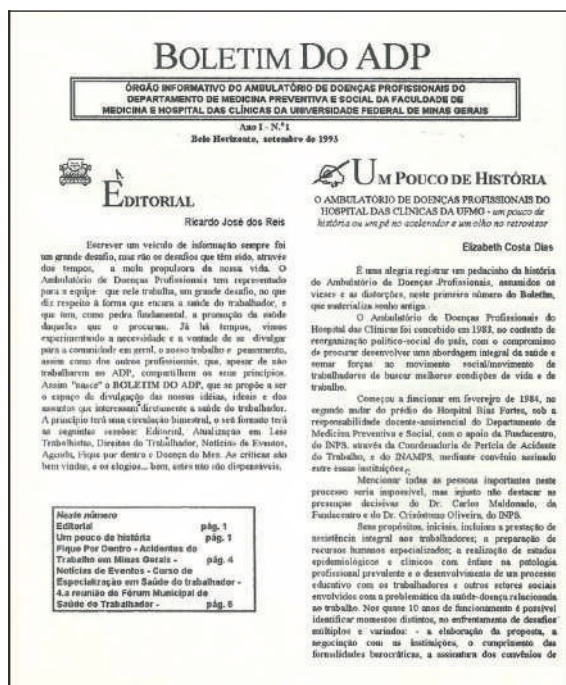 BOLETIM DO ADP
ÓRGÃO INFORMATIVO DO AMBULATÓRIO DE DOENÇAS PROFISSIONAIS DO
DEPARTAMENTO DE MEDICINA PREVENTIVA E SOCIAL DA FACULDADE DE
MEDICINA E HOSPITAL DAS CLÍNICAS DA UNIVERSIDADE FEDERAL DE MINAS GERAIS
Ano I - N.º 1
Belo Horizonte, setembro de 1993
EDITORIAL
Ricardo José dos Reis
Escrever um veículo de informação sempre foi
um grande desafio, mas são os desafios que têm sido, através
dos tempos, a mola propulsora da nossa vida. O
Ambulatório de Doenças Profissionais tem representado
para a equipe que nele trabalha, um grande desafio, no que
diz respeito à forma que encara a saúde do trabalhador, e
que tem, como pedra fundamental, a promoção da saúde
daqueles que o procuram. Já há tempos, vimos
experimentando a necessidade e a vontade de se divulgar
para a comunidade em geral, o nosso trabalho e pensamento,
assim como dos outros profissionais, que, apesar de não
trabalharem no ADP, compartilhem os seus princípios.
Assim "nasce" o BOLETIM DO ADP, que se propõe a ser
o espaço de divulgação das nossas idéias, ideais e dos
assuntos que interessam diretamente a saúde do trabalhador.
A princípio terá uma circulação bimestral, o seu formato terá
as seguintes sessões: Editorial, Atualização em Leis
Trabalhistas, Direitos do Trabalhador, Notícias de Eventos,
Agenda, Fique por dentro e Doença do Mês. As críticas são
bem vindas, e os elogios... bom, estes não são dispensáveis.
Neste número
Editorial pág. 1
Um pouco de história pág. 1
Fique Por Dentro - Acidentes do
Trabalho em Minas Gerais - pág. 4
Notícias de Eventos - Curso de
Especialização em Saúde do trabalhador -
4.a reunião do Fórum Municipal de
Saúde do Trabalhador - pág. 5
UM POUCO DE HISTÓRIA
O AMBULATÓRIO DE DOENÇAS PROFISSIONAIS DO
HOSPITAL DAS CLÍNICAS DA UFMG - um pouco de
história ou um pé no acelerador e um olho no retrovisor
Elizabeth Costa Dias
É uma alegria registrar um pedacinho da história
do Ambulatório de Doenças Profissionais, assumidos os
vieses e as distorções, neste primeiro número do Boletim,
que materializa sonho antigo.
O Ambulatório de Doenças Profissionais do
Hospital das Clínicas foi concebido em 1983, no contexto de
reorganização político-social do país, com o compromisso
de procurar desenvolver uma abordagem integral da saúde e
somar forças no movimento social/movimento de
trabalhadores de buscar melhores condições de vida e de
trabalho.
Começou a funcionar em fevereiro de 1984, no
segundo andar do prédio do Hospital Bias Fortes, sob a
responsabilidade docente-assistencial do Departamento de
Medicina Preventiva e Social, com o apoio da Fundacentro,
do INPS, através da Coordenadoria de Perícia de Acidente
do Trabalho, e do INAMPS, mediante convênio assinado
entre essas instituições.
Mencionar todas as pessoas importantes neste
processo seria impossível, mas injusto não destacar as
presenças decisivas do Dr. Carlos Maldonado, da
Fundacentro e do Dr. Crisóstomo Oliveira, do INPS.
Seus propósitos, iniciais, incluíam a prestação de
assistência integral aos trabalhadores; a preparação de
recursos humanos especializados; a realização de estudos
epidemiológicos e clínicos com ênfase na patologia
profissional prevalente e o desenvolvimento de um processo
educativo com os trabalhadores e outros setores sociais
envolvidos com a problemática da saúde-doença relacionada
ao trabalho. Nos quase 10 anos de funcionamento é possível
identificar momentos distintos, no enfrentamento de desafios
múltiplos e variados: - a elaboração da proposta, a
negociação com as instituições, o cumprimento das
formalidades burocráticas, a assinatura dos convênios de